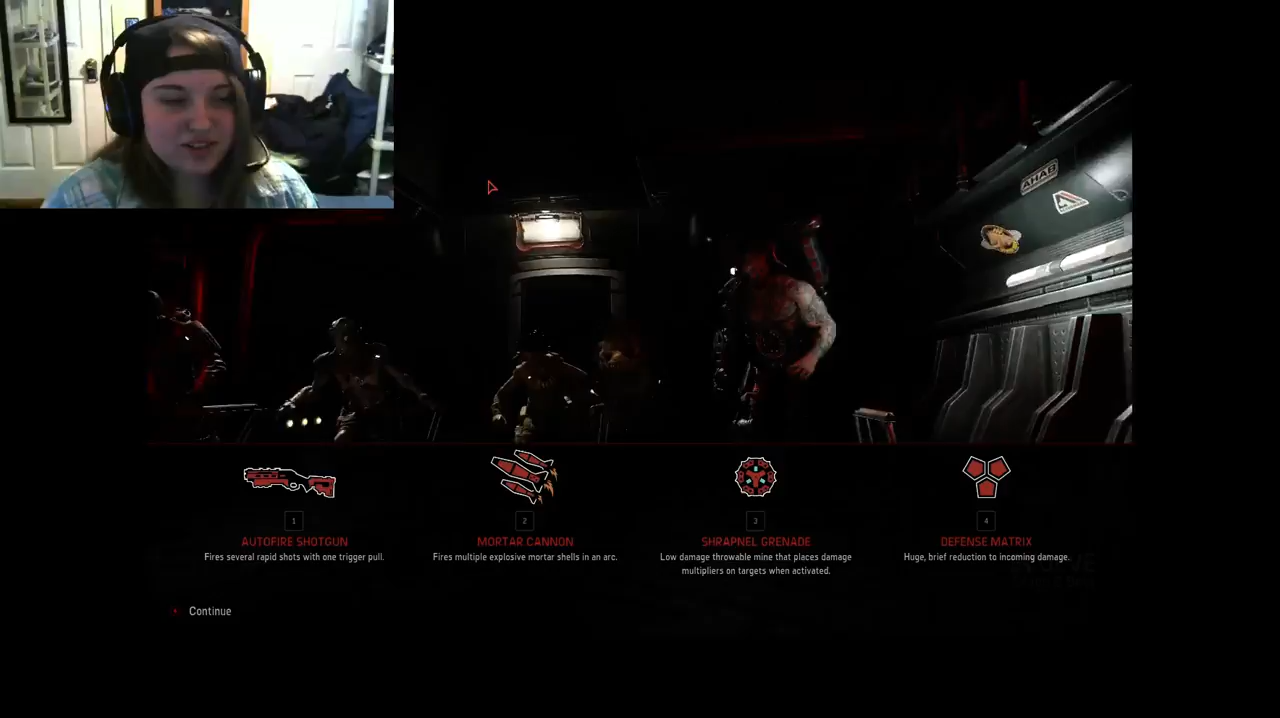 AHAB
1
AUTOFIRE SHOTGUN
Fires several rapid shots with one trigger pull.
2
MORTAR CANNON
Fires multiple explosive mortar shells in an arc.
3
SHRAPNEL GRENADE
Low damage throwable mine that places damage
multipliers on targets when activated.
4
DEFENSE MATRIX
Huge, brief reduction to incoming damage.
Continue